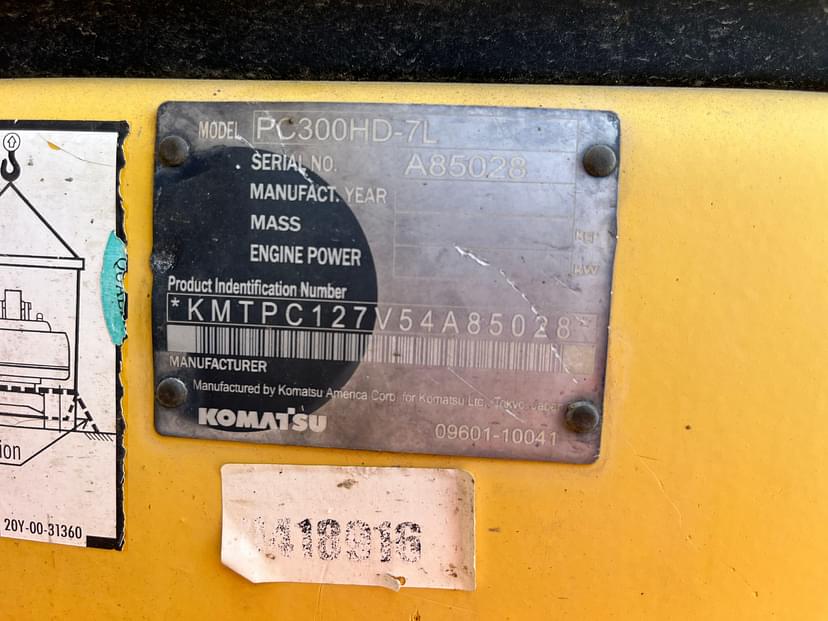 MODEL PC300HD-7L
SERIAL NO. A85028
MANUFACT. YEAR
MASS
kg
ENGINE POWER
kW
Product Indentification Number
*KMTPC127V54A85028*
MANUFACTURER
Manufactured by Komatsu America Corp. for Komatsu Ltd., Tokyo, Japan
KOMATSU
09601-10041
20Y-00-31360
418916